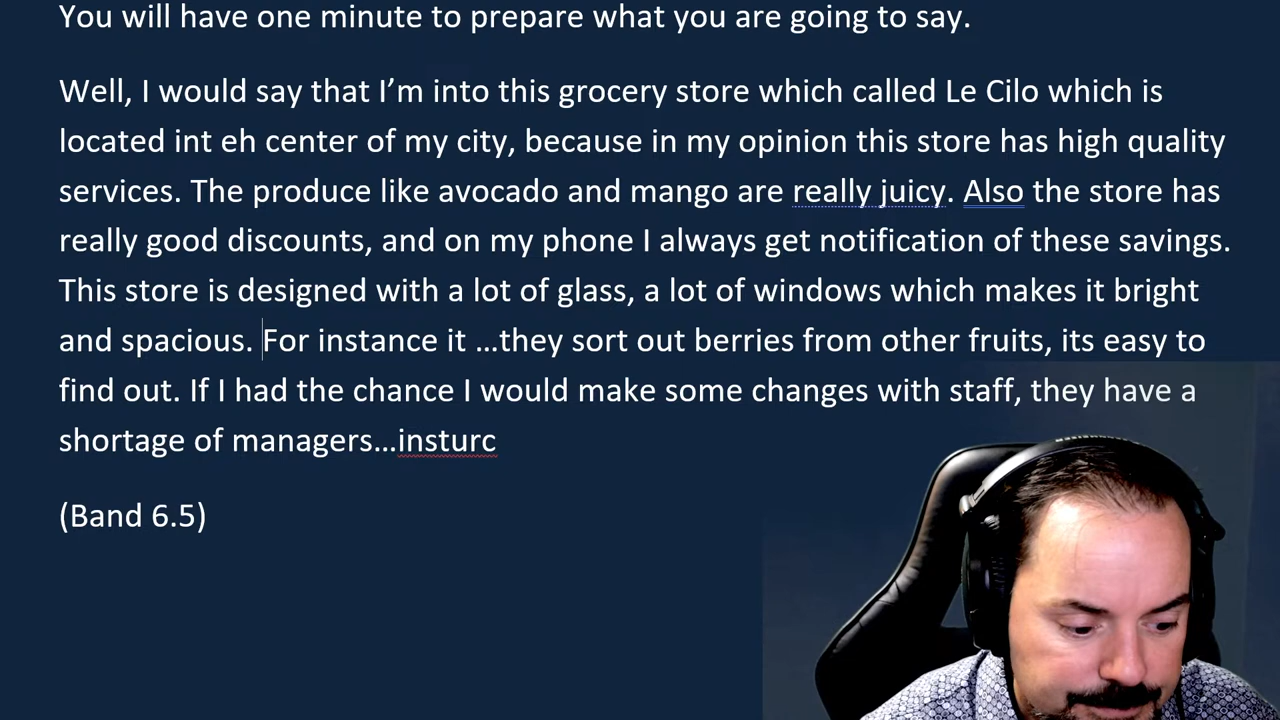 You will have one minute to prepare what you are going to say.
Well, I would say that I’m into this grocery store which called Le Cilo which is
located int eh center of my city, because in my opinion this store has high quality
services. The produce like avocado and mango are really juicy. Also the store has
really good discounts, and on my phone I always get notification of these savings.
This store is designed with a lot of glass, a lot of windows which makes it bright
and spacious. For instance it …they sort out berries from other fruits, its easy to
find out. If I had the chance I would make some changes with staff, they have a
shortage of managers…insturc
(Band 6.5)